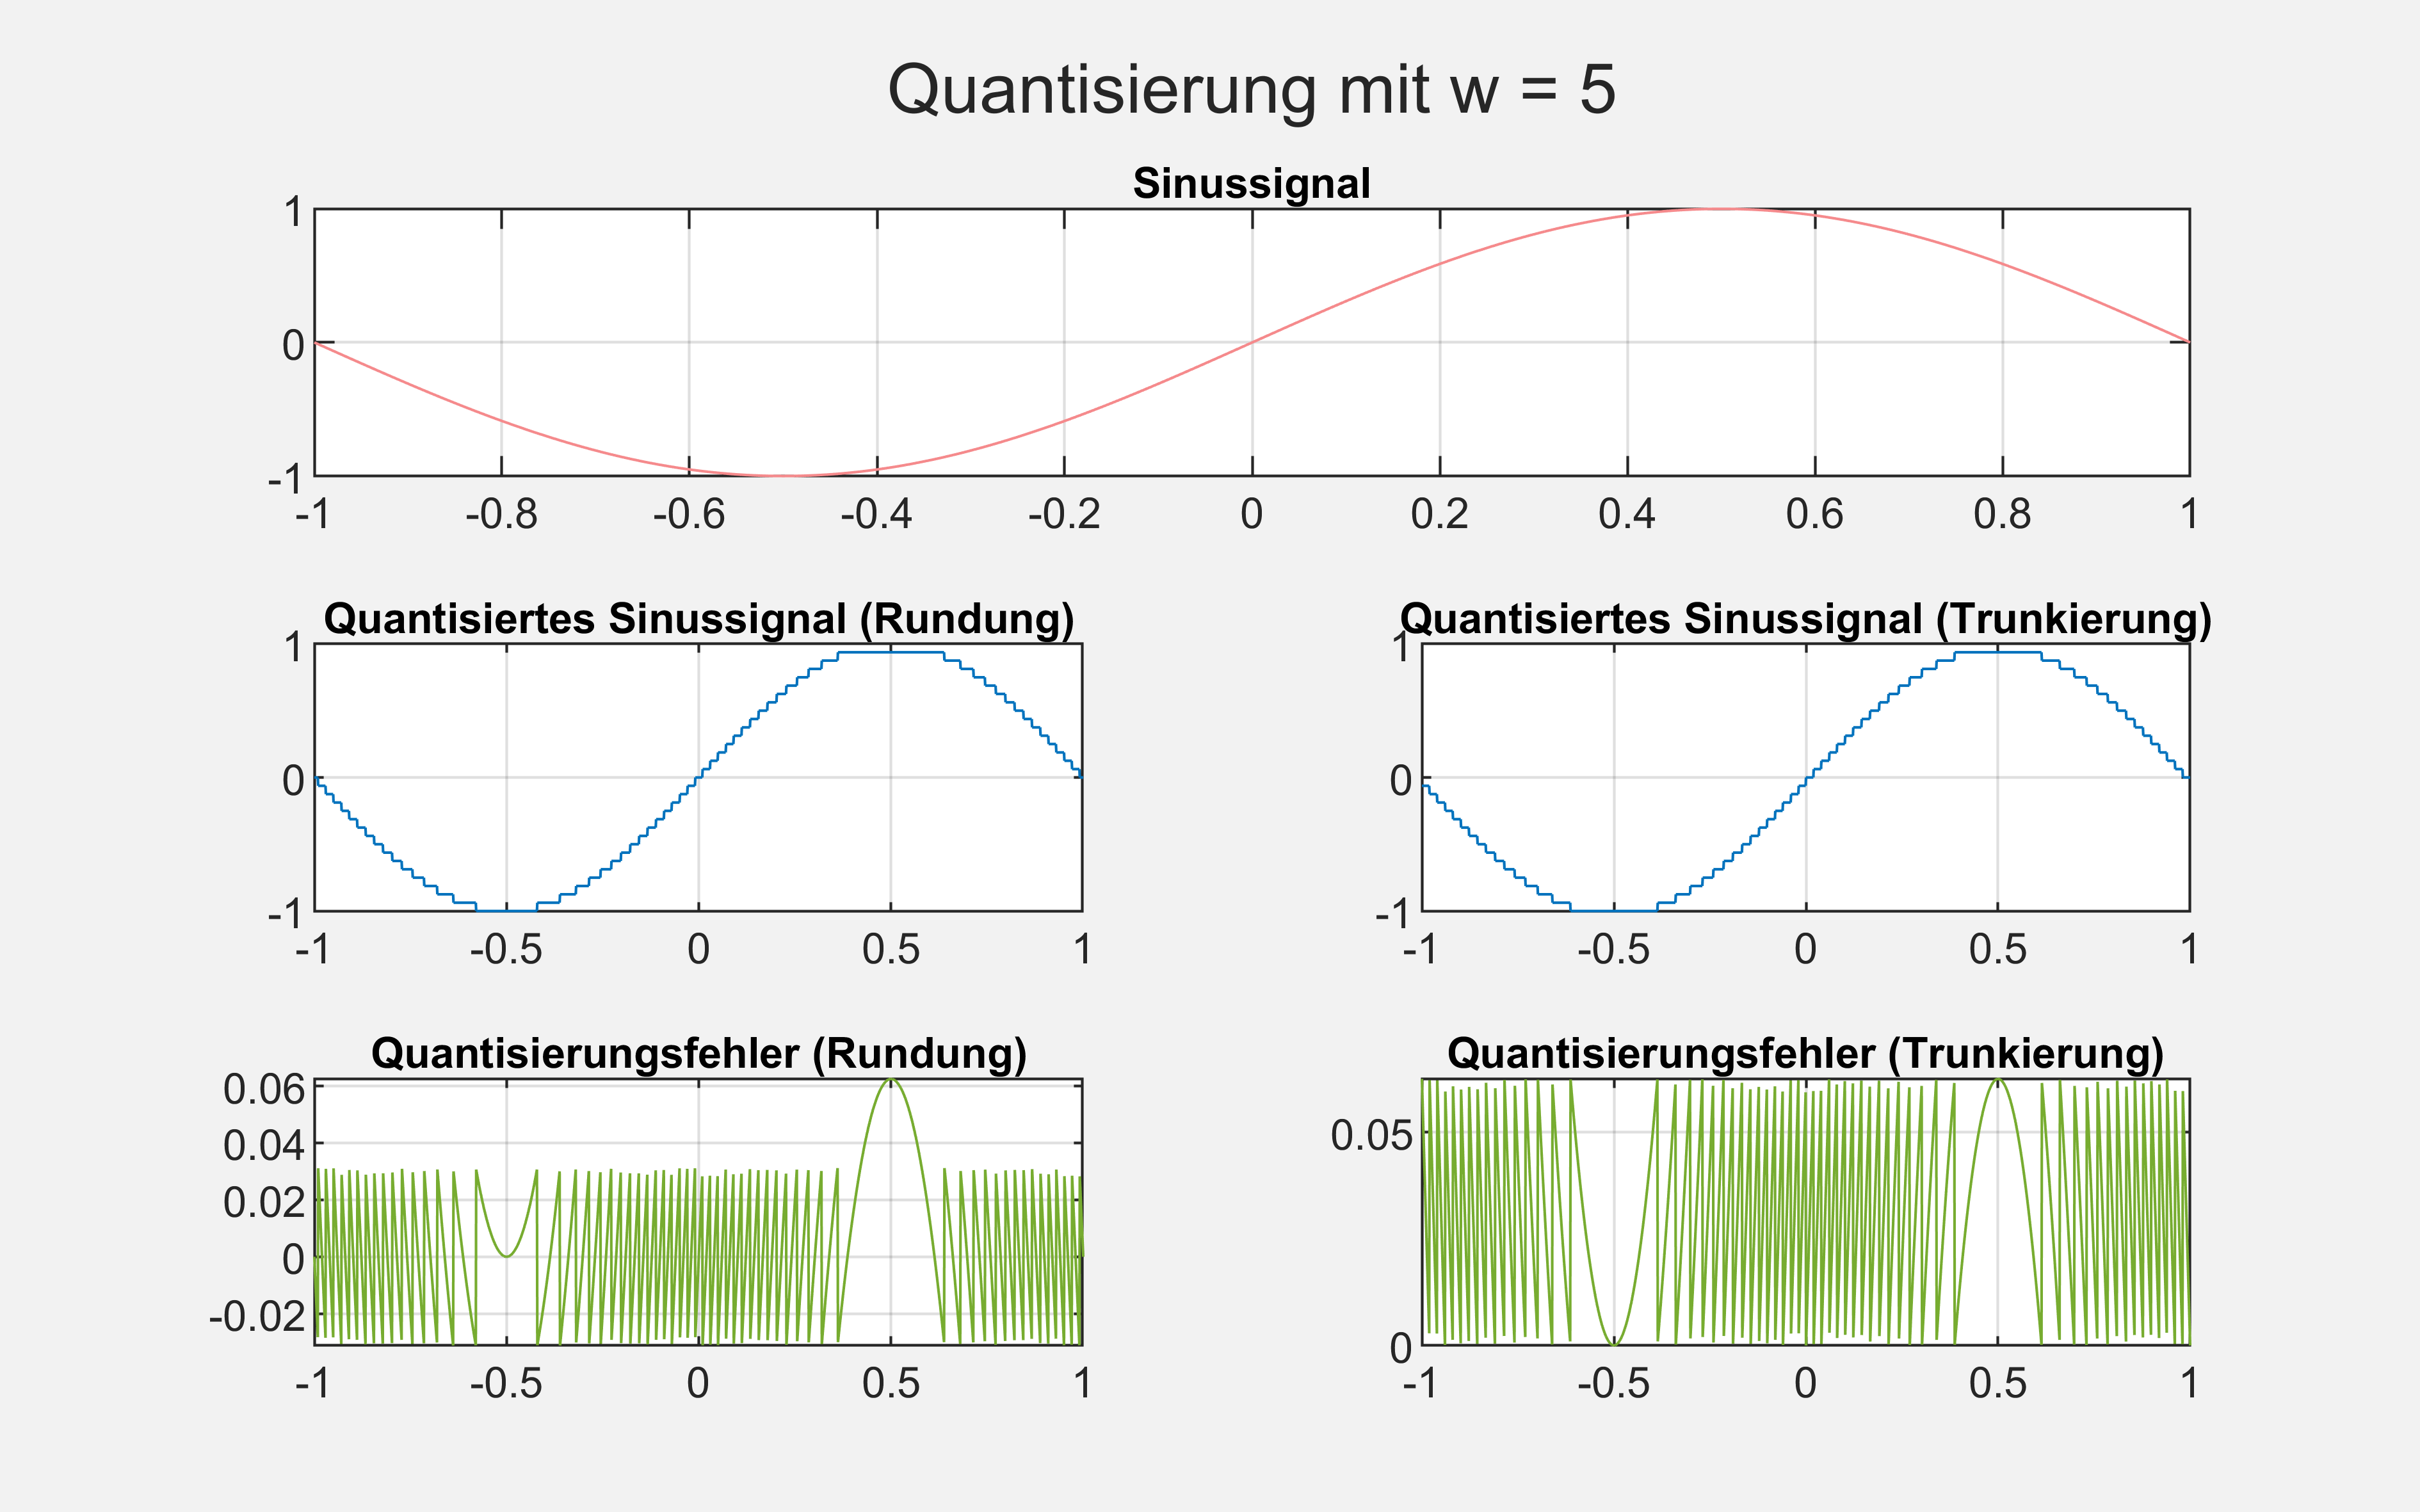 Quantisierung mit w = 5
Sinussignal
1
0
-1
-1 -0.8 -0.6 -0.4 -0.2 0 0.2 0.4 0.6 0.8 1
Quantisiertes Sinussignal (Rundung)
1
0
-1
-1 -0.5 0 0.5 1
Quantisiertes Sinussignal (Trunkierung)
1
0
-1
-1 -0.5 0 0.5 1
Quantisierungsfehler (Rundung)
0.06
0.04
0.02
0
-0.02
-1 -0.5 0 0.5 1
Quantisierungsfehler (Trunkierung)
0.05
0
-1 -0.5 0 0.5 1